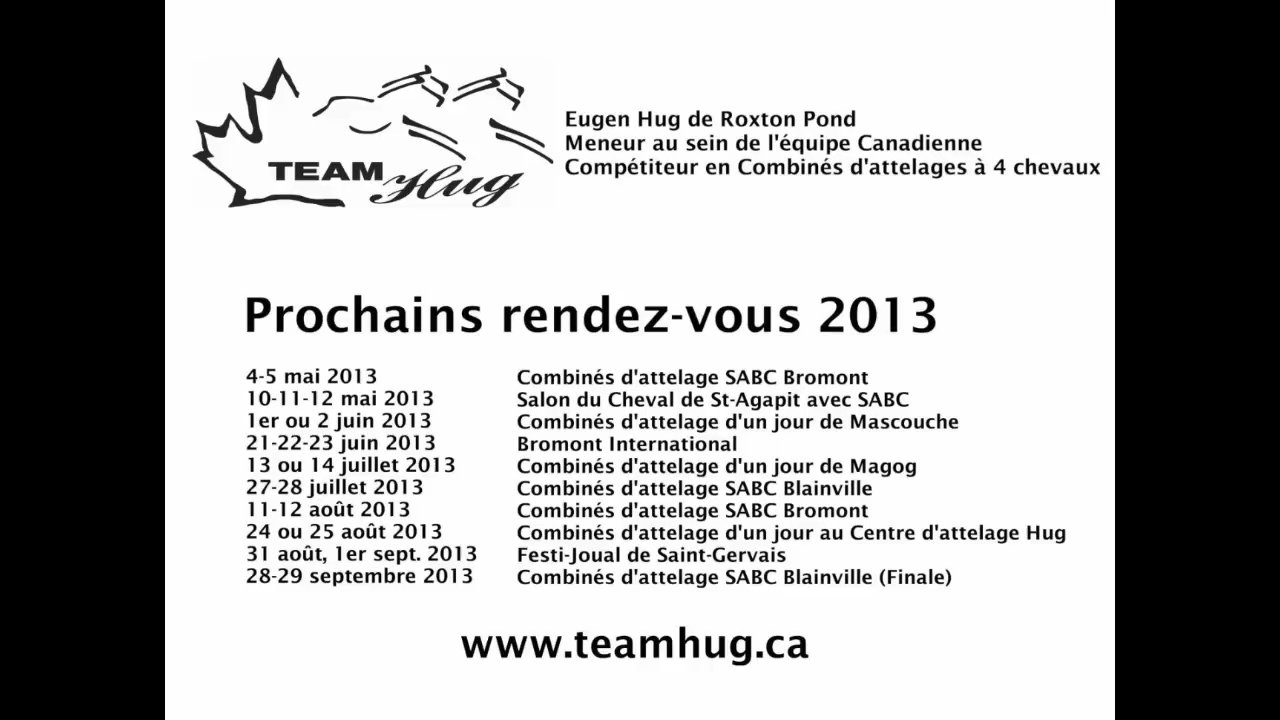 TEAM Hug
Eugen Hug de Roxton Pond
Meneur au sein de l'équipe Canadienne
Compétiteur en Combinés d'attelages à 4 chevaux
Prochains rendez-vous 2013
4-5 mai 2013 Combinés d'attelage SABC Bromont
10-11-12 mai 2013 Salon du Cheval de St-Agapit avec SABC
1er ou 2 juin 2013 Combinés d'attelage d'un jour de Mascouche
21-22-23 juin 2013 Bromont International
13 ou 14 juillet 2013 Combinés d'attelage d'un jour de Magog
27-28 juillet 2013 Combinés d'attelage SABC Blainville
11-12 août 2013 Combinés d'attelage SABC Bromont
24 ou 25 août 2013 Combinés d'attelage d'un jour au Centre d'attelage Hug
31 août, 1er sept. 2013 Festi-Joual de Saint-Gervais
28-29 septembre 2013 Combinés d'attelage SABC Blainville (Finale)
www.teamhug.ca